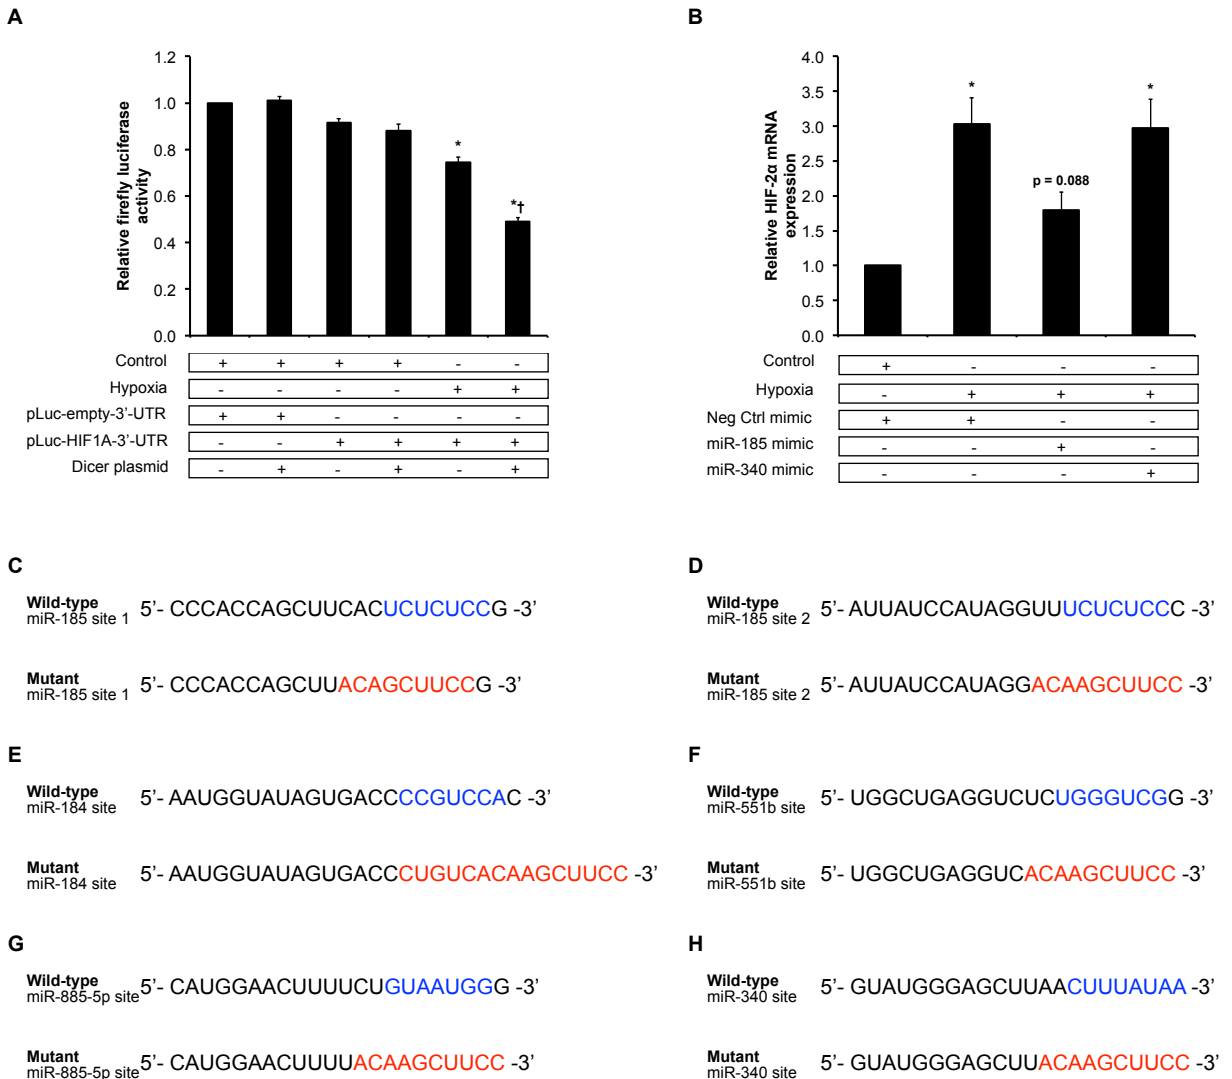 A
Relative firefly luciferase
activity
1.2
1.0
0.8
0.6
0.4
0.2
0.0
*
*†
Control + + + + - -
Hypoxia - - - - + +
pLuc-empty-3’-UTR + + - - - -
pLuc-HIF1A-3’-UTR - - + + + +
Dicer plasmid - + - + - +
B
Relative HIF-2α mRNA
expression
4.0
3.5
3.0
2.5
2.0
1.5
1.0
0.5
0.0
*
p = 0.088
*
Control + - - -
Hypoxia - + + +
Neg Ctrl mimic + + - -
miR-185 mimic - - + -
miR-340 mimic - - - +
C
Wild-type
miR-185 site 1
5’- CCCACCAGCUUCACUCUCUCCG -3’
Mutant
miR-185 site 1
5’- CCCACCAGCUUACAGCUUCCG -3’
D
Wild-type
miR-185 site 2
5’- AUUAUCCAUAGGUUUCUCUCCC -3’
Mutant
miR-185 site 2
5’- AUUAUCCAUAGGACAAGCUUCC -3’
E
Wild-type
miR-184 site
5’- AAUGGUAUAGUGACCCCGUCCAC -3’
Mutant
miR-184 site
5’- AAUGGUAUAGUGACCCUGUCACAAGCUUCC -3’
F
Wild-type
miR-551b site
5’- UGGCUGAGGUCUCUGGGUCGG -3’
Mutant
miR-551b site
5’- UGGCUGAGGUCACAAGCUUCC -3’
G
Wild-type
miR-885-5p site
5’- CAUGGAACUUUUCUGUAAUGGG -3’
Mutant
miR-885-5p site
5’- CAUGGAACUUUUACAAGCUUCC -3’
H
Wild-type
miR-340 site
5’- GUAUGGGAGCUUAACUUUAUAA -3’
Mutant
miR-340 site
5’- GUAUGGGAGCUUACAAGCUUCC -3’